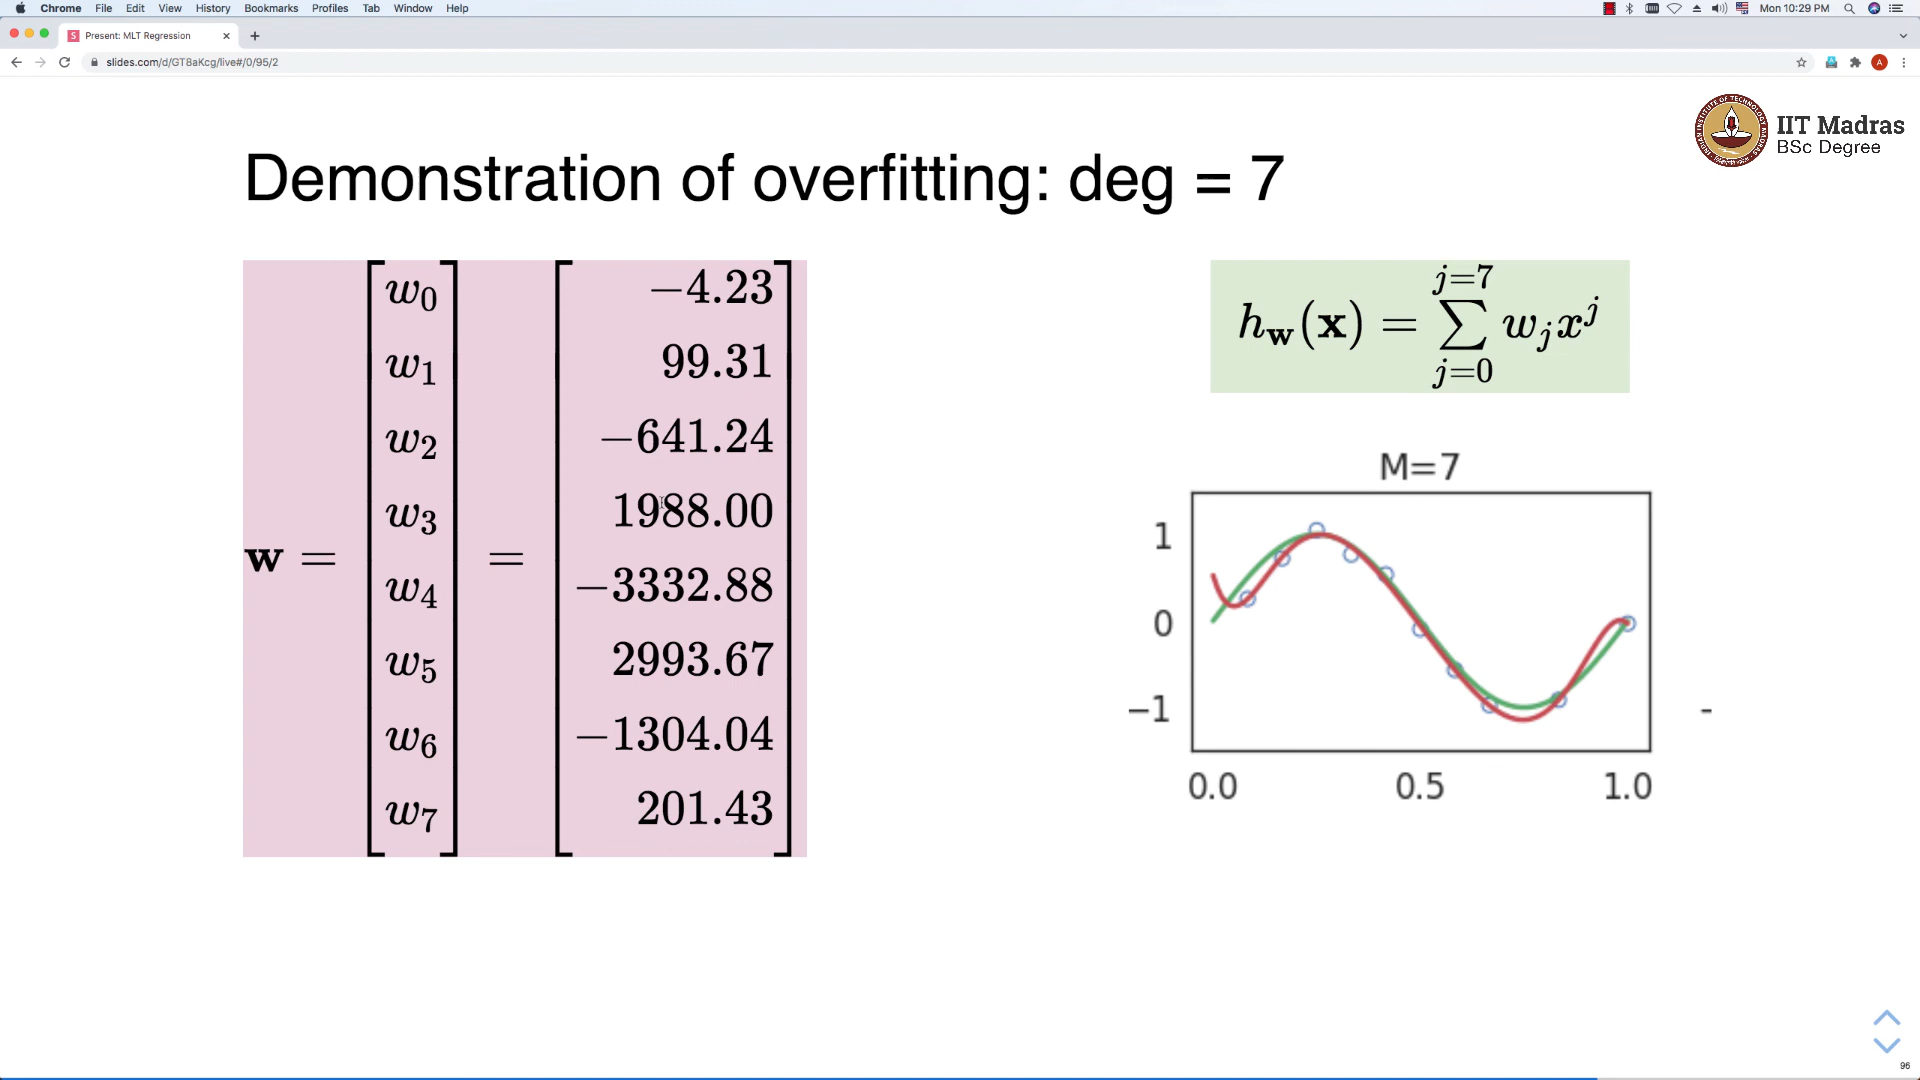 Chrome File Edit View History Bookmarks Profiles Tab Window Help Mon 10:29 PM
Present: MLT Regression
slides.com/d/GT8aKcg/live#/0/95/2
A
IIT Madras
BSc Degree
Demonstration of overfitting: deg = 7
w = [w0 w1 w2 w3 w4 w5 w6 w7] = [−4.23 99.31 −641.24 1988.00 −3332.88 2993.67 −1304.04 201.43]
h_w(x) = ∑_{j=0}^{j=7} w_j x^j
M=7
1
0
−1
-
0.0 0.5 1.0
96